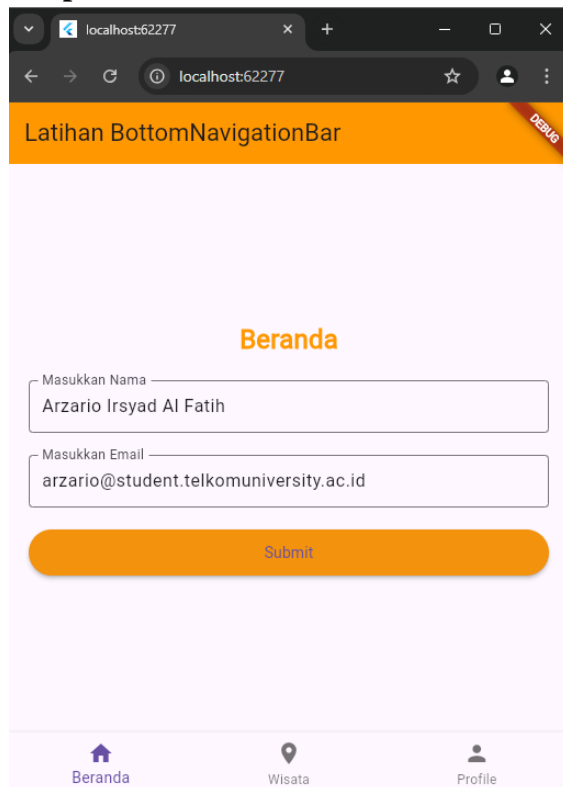 localhost:62277
localhost:62277
Latihan BottomNavigationBar
DEBUG
Beranda
Masukkan Nama
Arzario Irsyad Al Fatih
Masukkan Email
arzario@student.telkomuniversity.ac.id
Submit
Beranda Wisata Profile